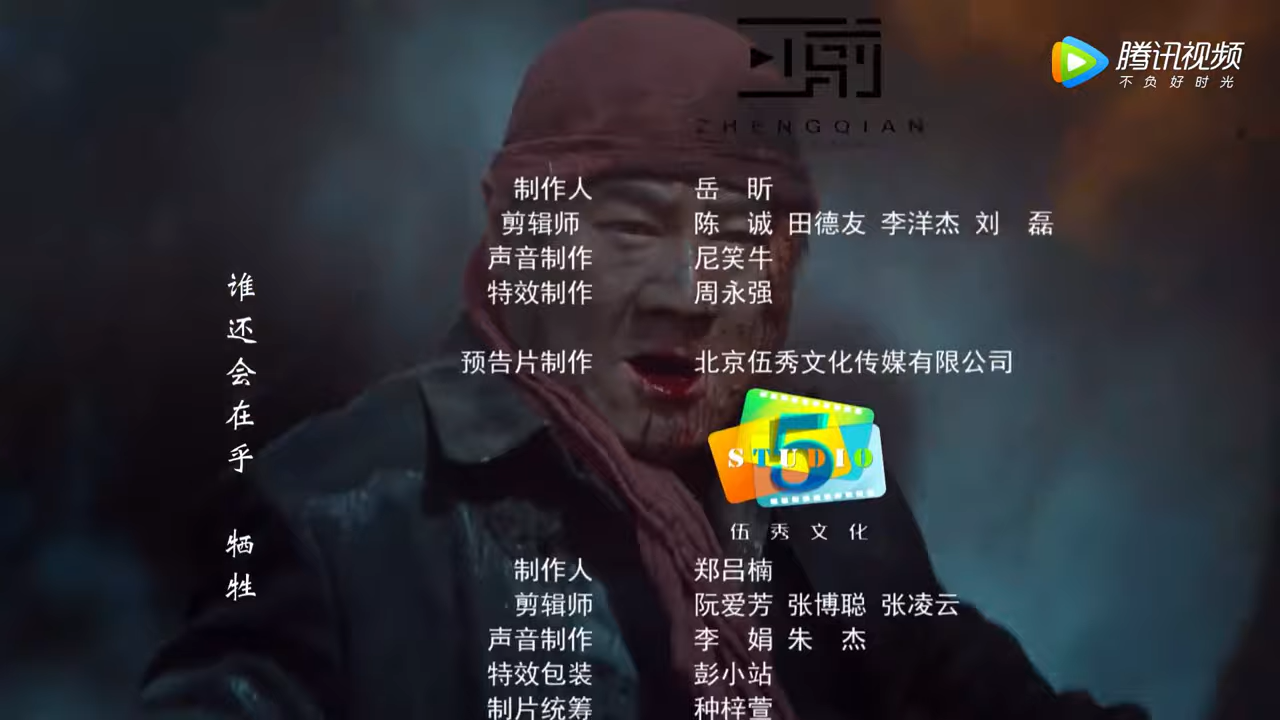 腾讯视频
不负好时光
ZHENGQIAN
制作人 岳 昕
剪辑师 陈 诚 田德友 李洋杰 刘 磊
声音制作 尼笑牛
特效制作 周永强
预告片制作 北京伍秀文化传媒有限公司
5
STUDIO
伍秀文化
制作人 郑吕楠
剪辑师 阮爱芳 张博聪 张凌云
声音制作 李 娟 朱 杰
特效包装 彭小站
制片统筹 种梓萱
谁还会在乎 牺牲